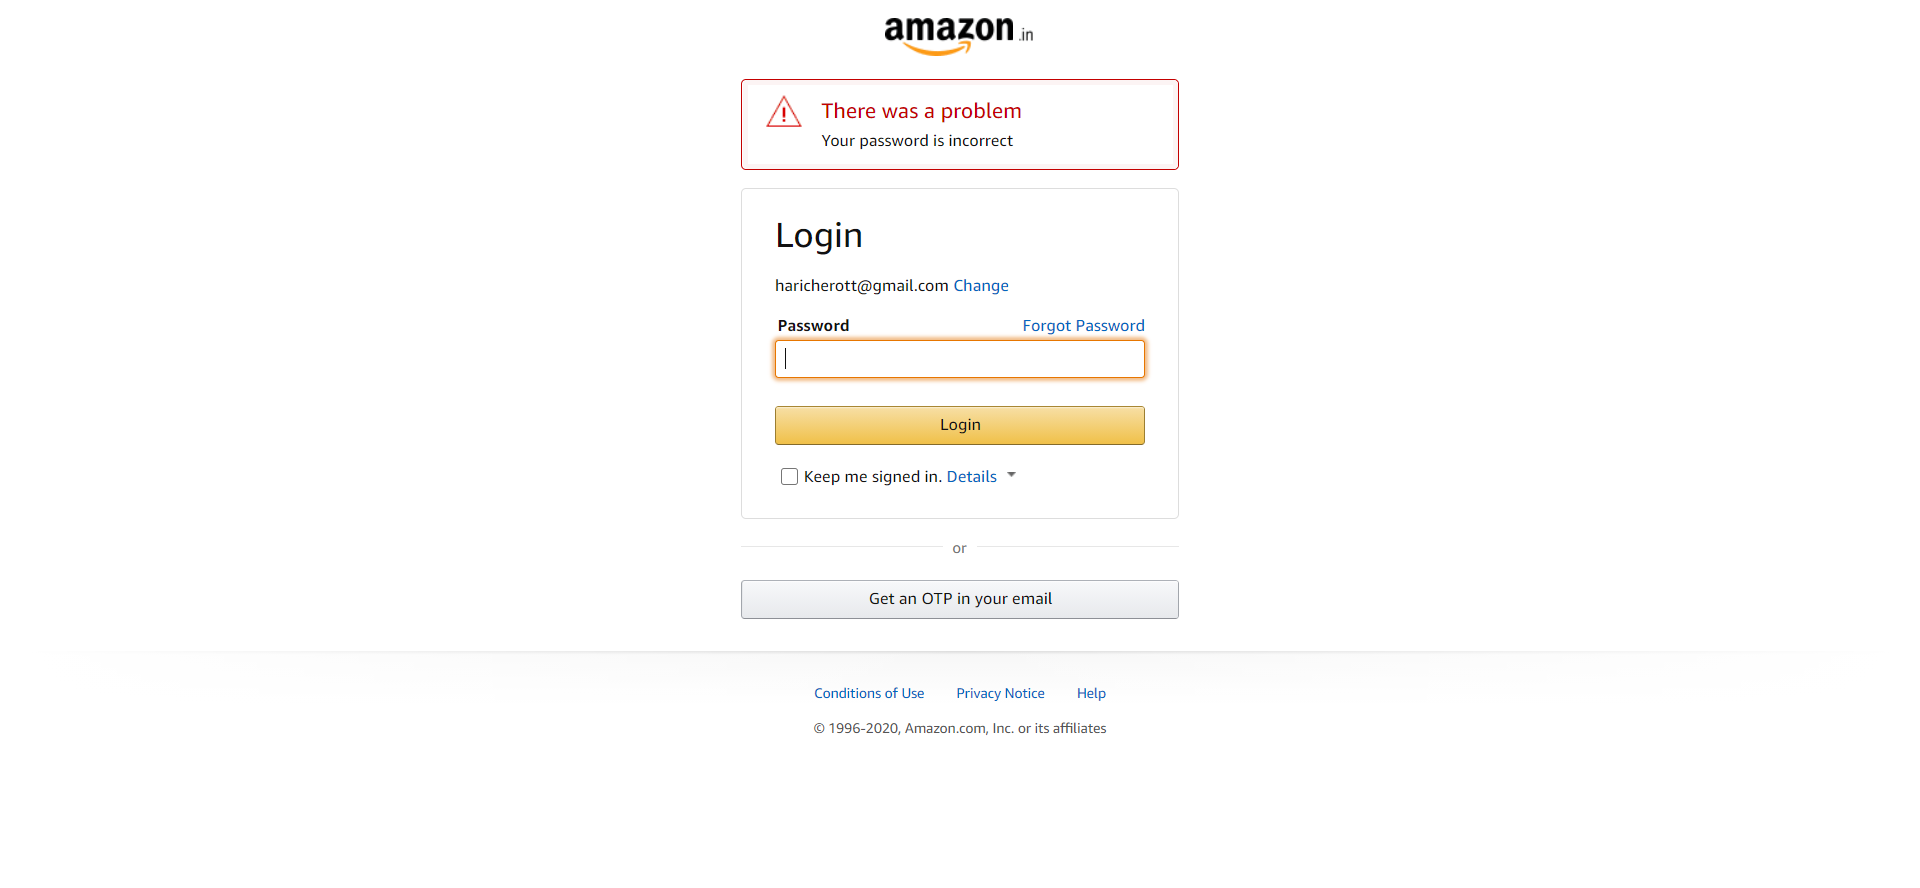 amazon.in
There was a problem
Your password is incorrect
Login
haricherott@gmail.com Change
Password Forgot Password
Login
Keep me signed in. Details
or
Get an OTP in your email
Conditions of Use Privacy Notice Help
© 1996-2020, Amazon.com, Inc. or its affiliates